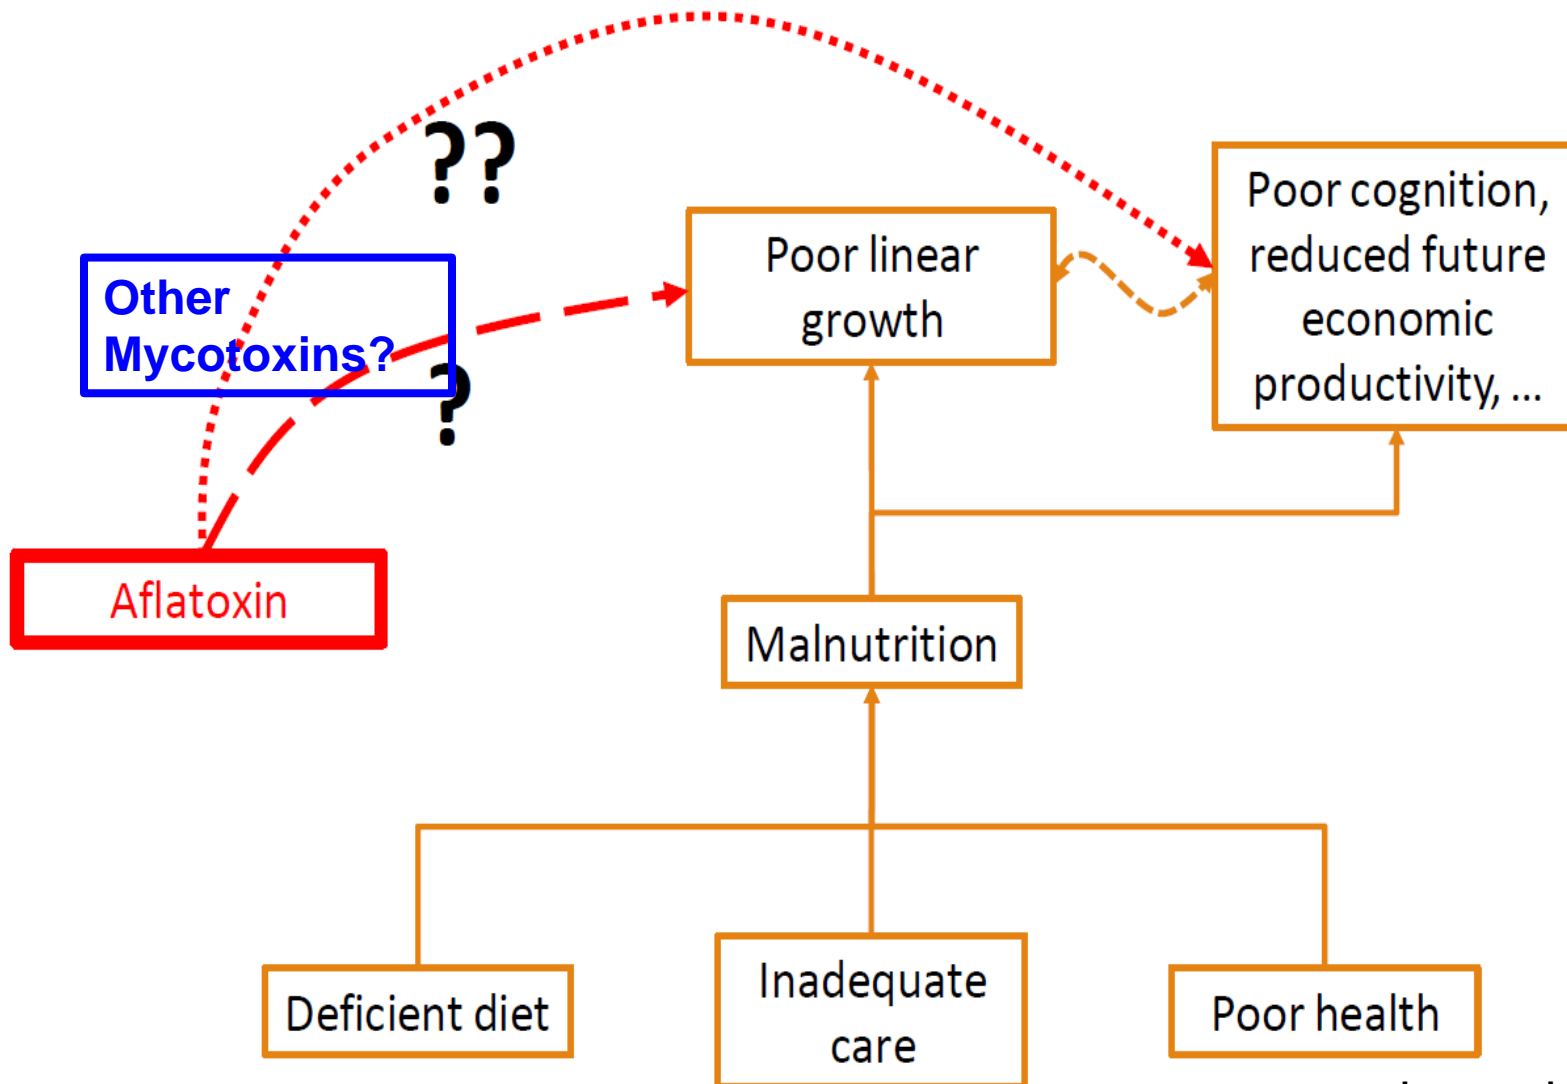 ??
Poor cognition,
reduced future
economic
productivity, ...
Poor linear
growth
Other
Mycotoxins?
?
Aflatoxin
Malnutrition
Deficient diet
Inadequate
care
Poor health